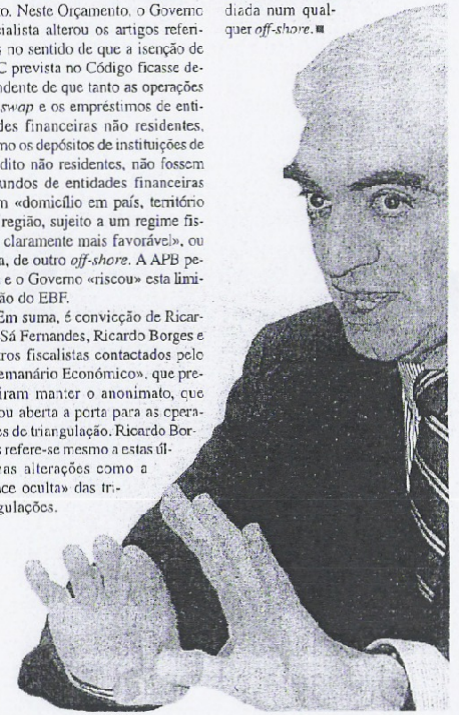 to. Neste Orçamento, o Governo
cialista alterou os artigos referi-
s no sentido de que a isenção de
C prevista no Código ficasse de-
ndente de que tanto as operações
swap e os empréstimos de enti-
des financeiras não residentes,
mo os depósitos de instituições de
dito não residentes, não fossem
undos de entidades financeiras
m «domicílio em país, território
região, sujeito a um regime fis-
claramente mais favorável», ou
a, de outro off-shore. A APB pe-
e o Governo «riscou» esta limi-
ão do EBF.
Em suma, é convicção de Ricar-
Sá Fernandes, Ricardo Borges e
tros fiscalistas contactados pelo
emanário Económico», que pre-
iram manter o anonimato, que
ou aberta a porta para as opera-
es de triangulação. Ricardo Bor-
s refere-se mesmo a estas úl-
as alterações como a
ce oculta» das tri-
gulações.
diada num qual-
quer off-shore. ■